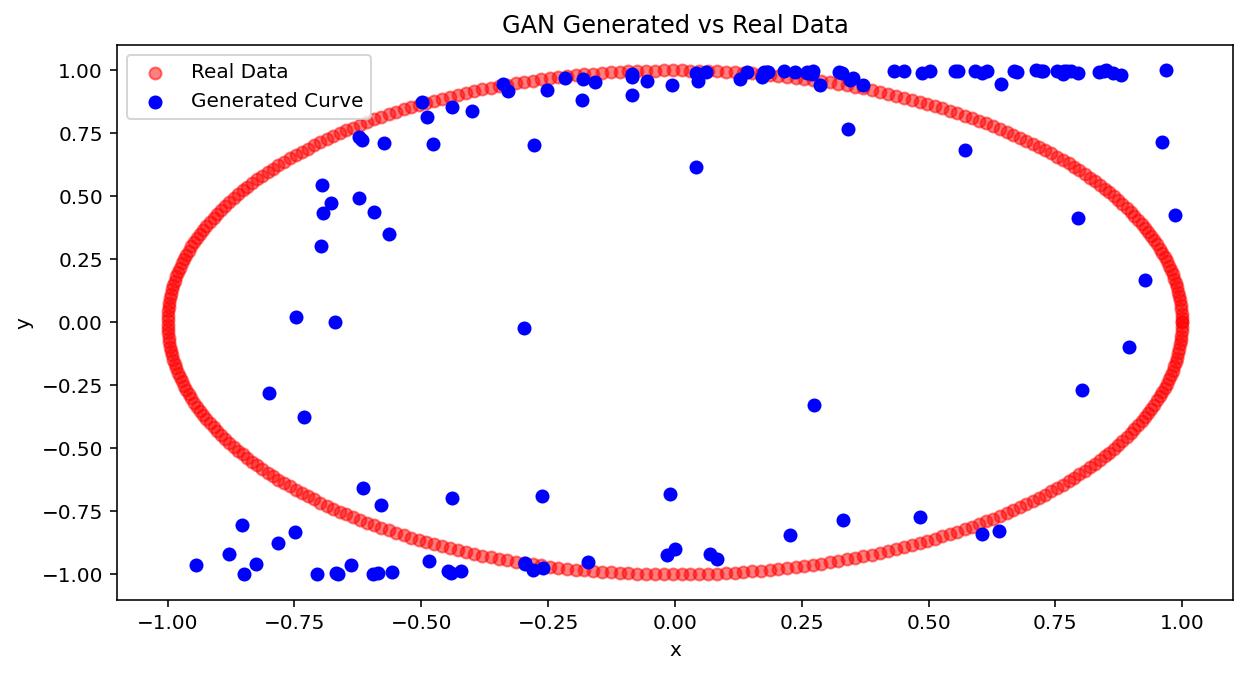 GAN Generated vs Real Data
Real Data
Generated Curve
1.00
0.75
0.50
0.25
0.00
−0.25
−0.50
−0.75
−1.00
y
−1.00 −0.75 −0.50 −0.25 0.00 0.25 0.50 0.75 1.00
x